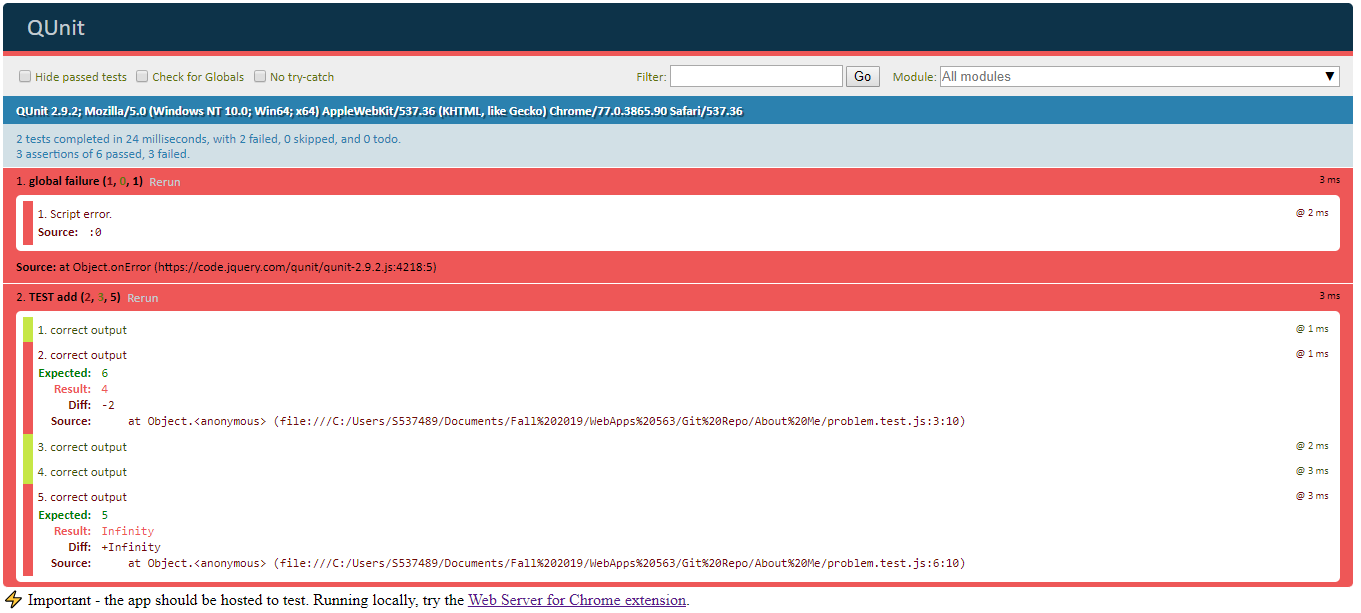 QUnit
Hide passed tests Check for Globals No try-catch Filter: Go Module: All modules
QUnit 2.9.2; Mozilla/5.0 (Windows NT 10.0; Win64; x64) AppleWebKit/537.36 (KHTML, like Gecko) Chrome/77.0.3865.90 Safari/537.36
2 tests completed in 24 milliseconds, with 2 failed, 0 skipped, and 0 todo.
3 assertions of 6 passed, 3 failed.
1. global failure (1, 0, 1) Rerun 3 ms
1. Script error. @ 2 ms
Source: :0
Source: at Object.onError (https://code.jquery.com/qunit/qunit-2.9.2.js:4218:5)
2. TEST add (2, 3, 5) Rerun 3 ms
1. correct output @ 1 ms
2. correct output @ 1 ms
Expected: 6
Result: 4
Diff: -2
Source: at Object.<anonymous> (file:///C:/Users/S537489/Documents/Fall%202019/WebApps%20563/Git%20Repo/About%20Me/problem.test.js:3:10)
3. correct output @ 2 ms
4. correct output @ 3 ms
5. correct output @ 3 ms
Expected: 5
Result: Infinity
Diff: +Infinity
Source: at Object.<anonymous> (file:///C:/Users/S537489/Documents/Fall%202019/WebApps%20563/Git%20Repo/About%20Me/problem.test.js:6:10)
⚡ Important - the app should be hosted to test. Running locally, try the Web Server for Chrome extension.